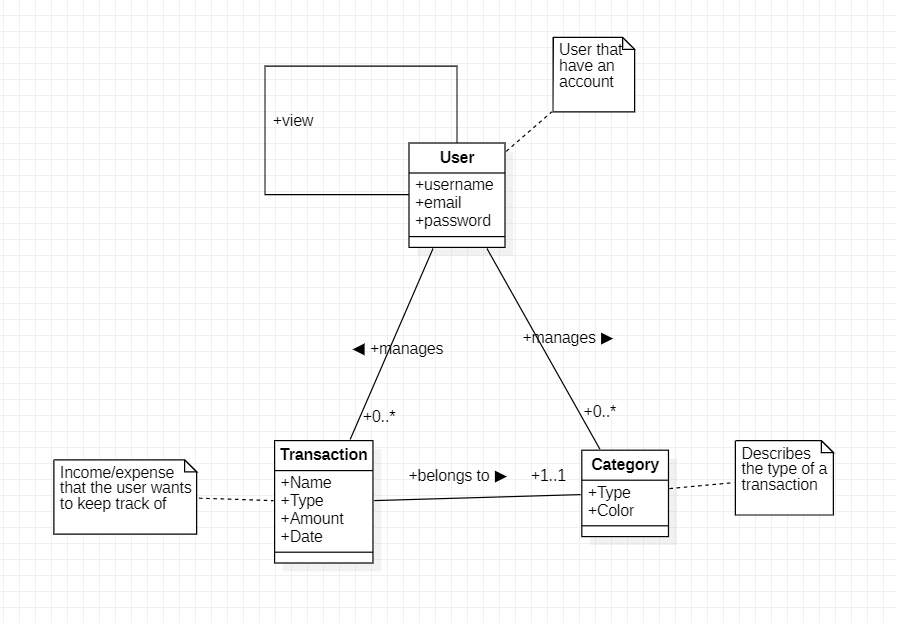 User that
have an
account
+view
User
+username
+email
+password
+manages
+manages
+0..*
+0..*
Income/expense
that the user wants
to keep track of
Transaction
+Name
+Type
+Amount
+Date
+belongs to
+1..1
Category
+Type
+Color
Describes
the type of a
transaction